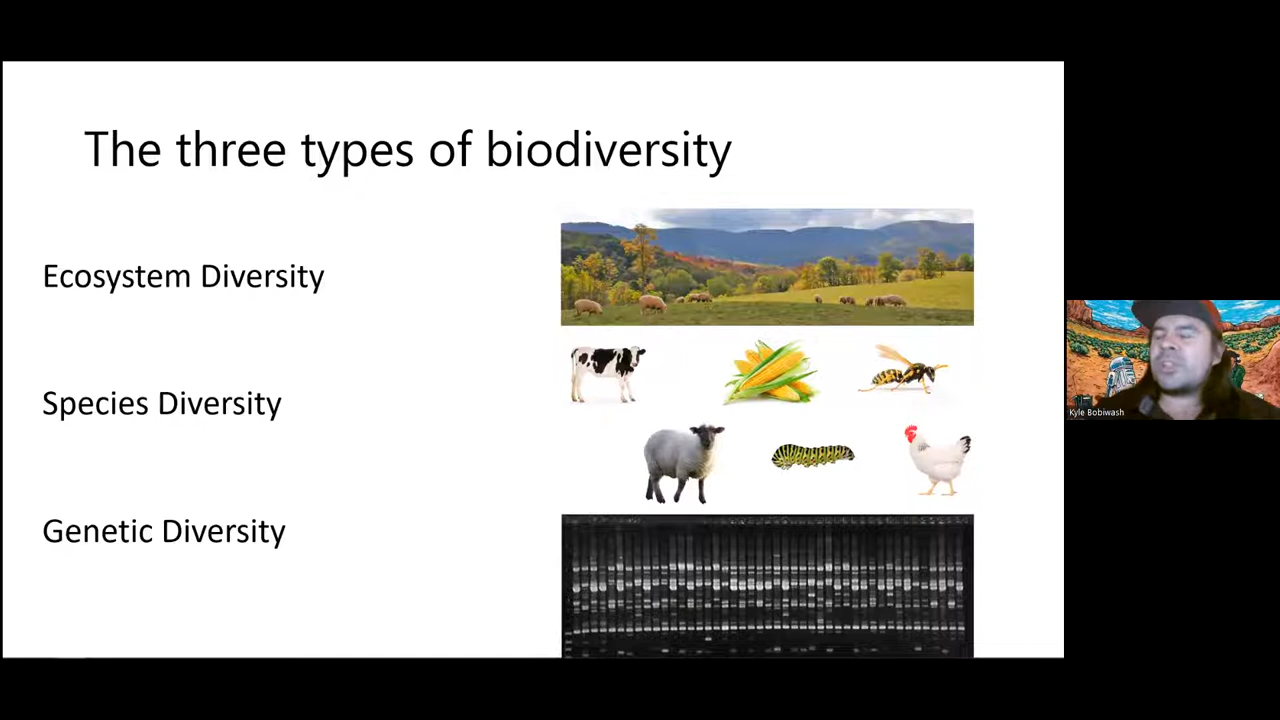 The three types of biodiversity
Ecosystem Diversity
Species Diversity
Genetic Diversity
Kyle Bobiwash